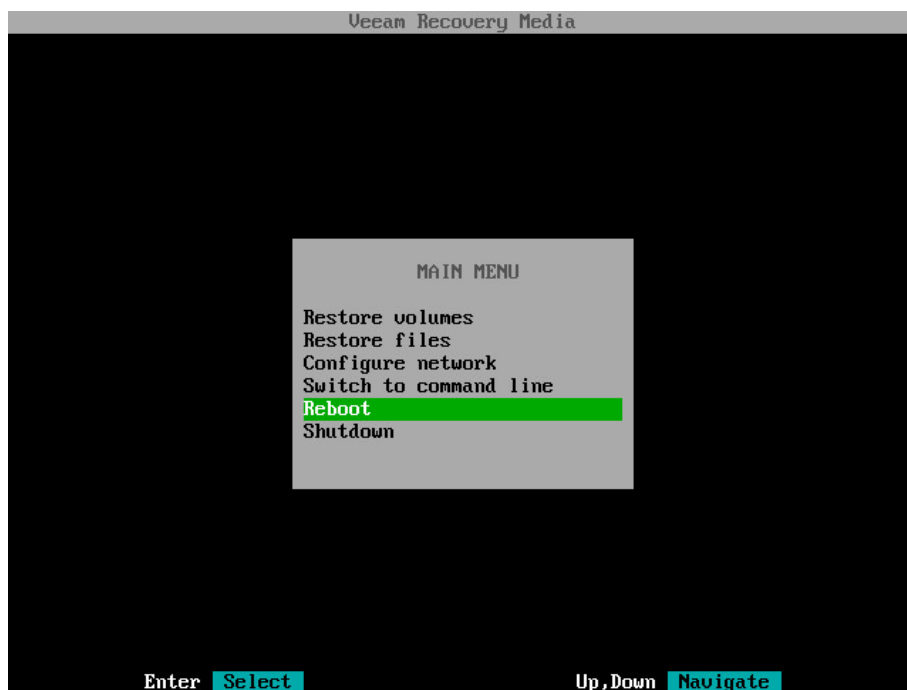 Veeam Recovery Media
MAIN MENU
Restore volumes
Restore files
Configure network
Switch to command line
Reboot
Shutdown
Enter Select Up,Down Navigate